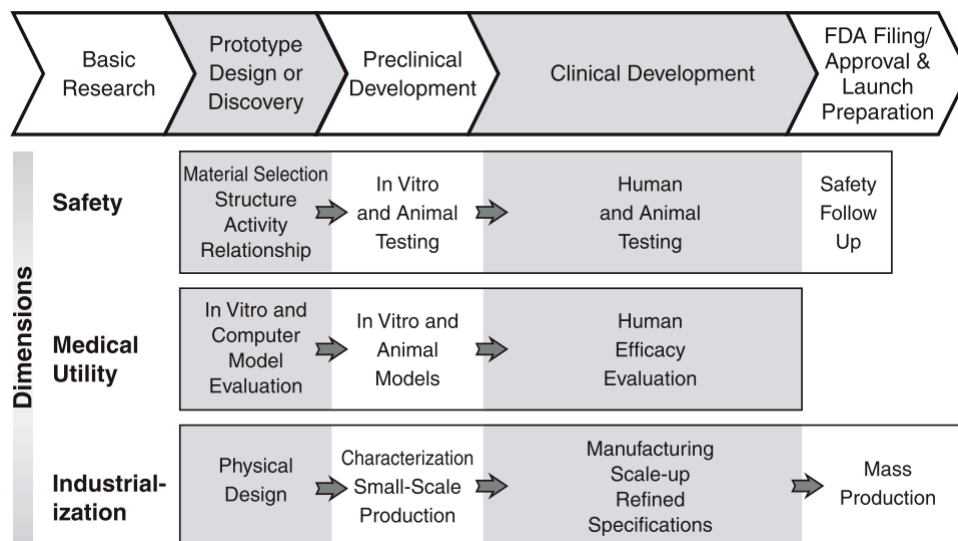 Basic
Research
Prototype
Design or
Discovery
Preclinical
Development
Clinical Development
FDA Filing/
Approval &
Launch
Preparation
Dimensions
Safety
Material Selection
Structure
Activity
Relationship
In Vitro
and Animal
Testing
Human
and Animal
Testing
Safety
Follow
Up
Medical
Utility
In Vitro and
Computer
Model
Evaluation
In Vitro and
Animal
Models
Human
Efficacy
Evaluation
Industrial-
ization
Physical
Design
Characterization
Small-Scale
Production
Manufacturing
Scale-up
Refined
Specifications
Mass
Production